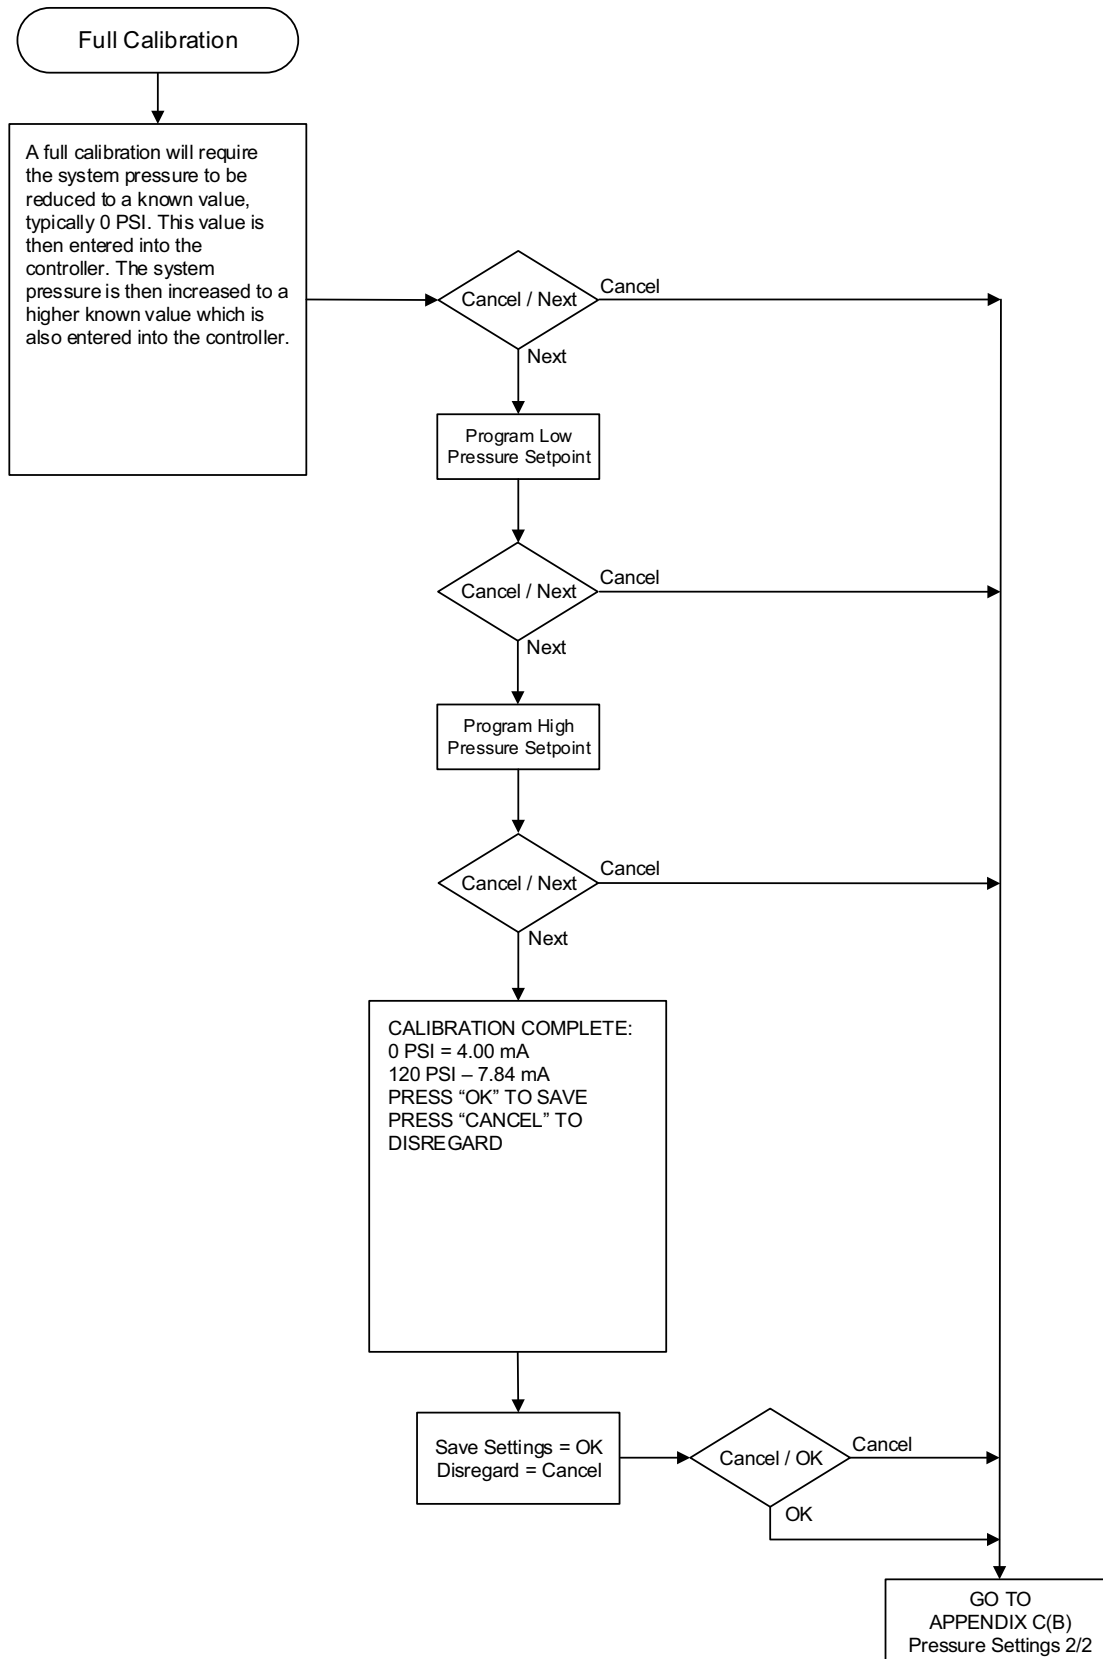 Full Calibration
A full calibration will require
the system pressure to be
reduced to a known value,
typically 0 PSI. This value is
then entered into the
controller. The system
pressure is then increased to a
higher known value which is
also entered into the controller.
Cancel / Next
Cancel
Next
Program Low
Pressure Setpoint
Cancel / Next
Cancel
Next
Program High
Pressure Setpoint
Cancel / Next
Cancel
Next
CALIBRATION COMPLETE:
0 PSI = 4.00 mA
120 PSI – 7.84 mA
PRESS “OK” TO SAVE
PRESS “CANCEL” TO
DISREGARD
Save Settings = OK
Disregard = Cancel
Cancel / OK
Cancel
OK
GO TO
APPENDIX C(B)
Pressure Settings 2/2